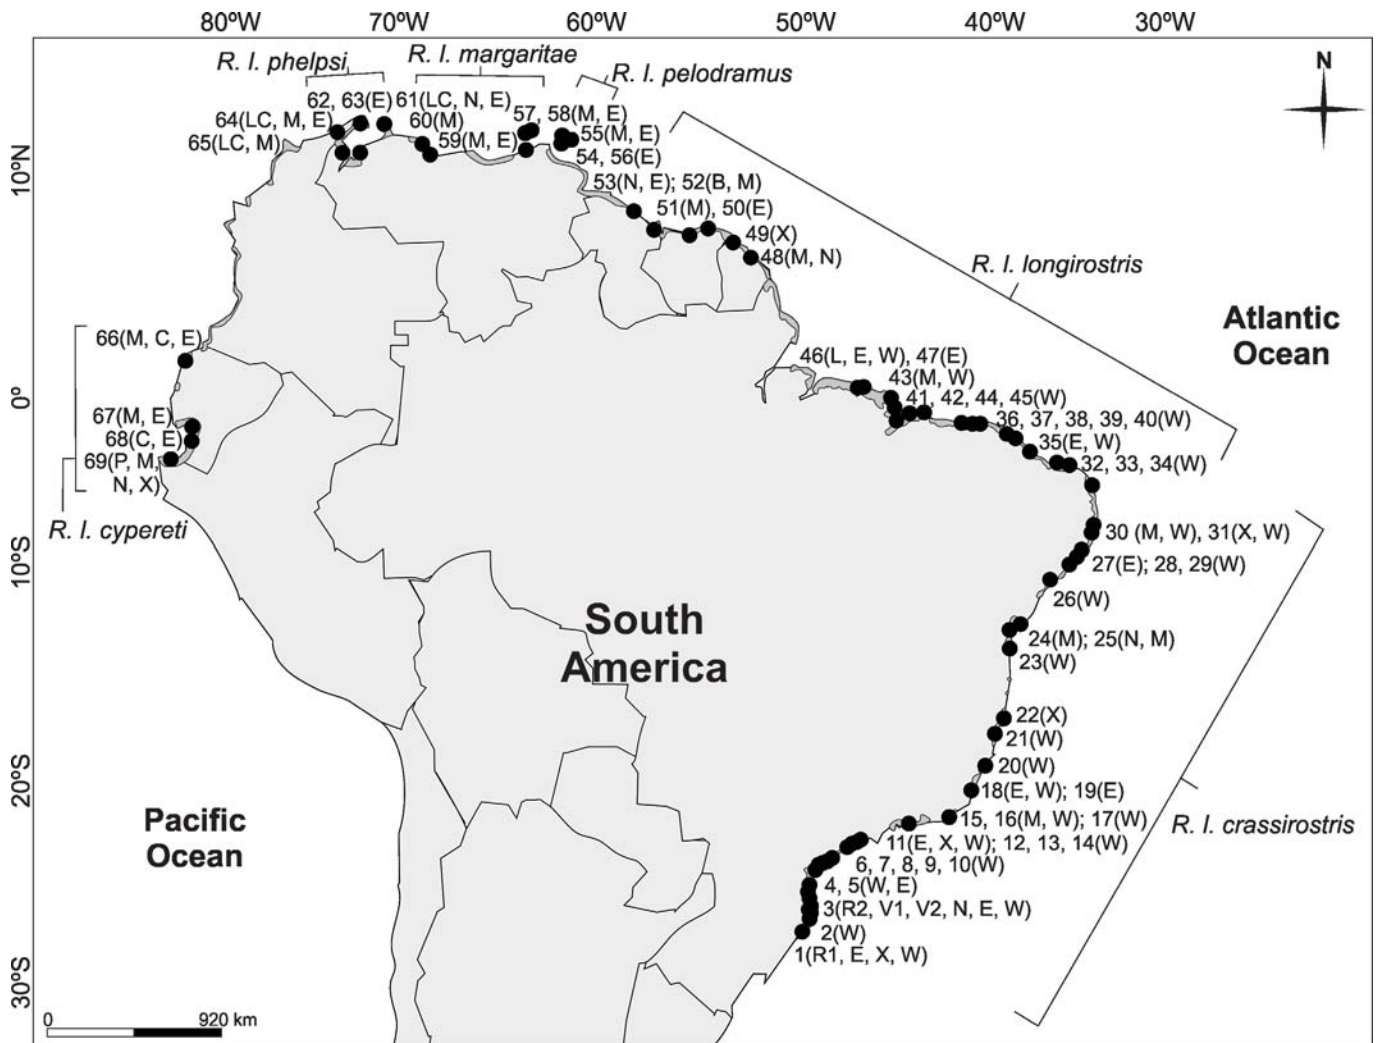 80ºW 70ºW 60ºW 50ºW 40ºW 30ºW
R. l. phelpsi
R. l. margaritae
R. l. pelodramus
N
62, 63(E)
61(LC, N, E)
57, 58(M, E)
64(LC, M, E)
60(M)
55(M, E)
65(LC, M)
59(M, E)
54, 56(E)
10ºN
53(N, E); 52(B, M)
51(M), 50(E)
49(X)
48(M, N)
R. l. longirostris
Atlantic
Ocean
66(M, C, E)
46(L, E, W), 47(E)
43(M, W)
0º
41, 42, 44, 45(W)
67(M, E)
36, 37, 38, 39, 40(W)
68(C, E)
35(E, W)
69(P, M,
N, X)
32, 33, 34(W)
R. l. cypereti
30 (M, W), 31(X, W)
10ºS
27(E); 28, 29(W)
26(W)
South
America
24(M); 25(N, M)
23(W)
22(X)
21(W)
20(W)
20ºS
18(E, W); 19(E)
Pacific
Ocean
15, 16(M, W); 17(W)
R. l. crassirostris
11(E, X, W); 12, 13, 14(W)
6, 7, 8, 9, 10(W)
4, 5(W, E)
3(R2, V1, V2, N, E, W)
2(W)
1(R1, E, X, W)
30ºS
0 920 km